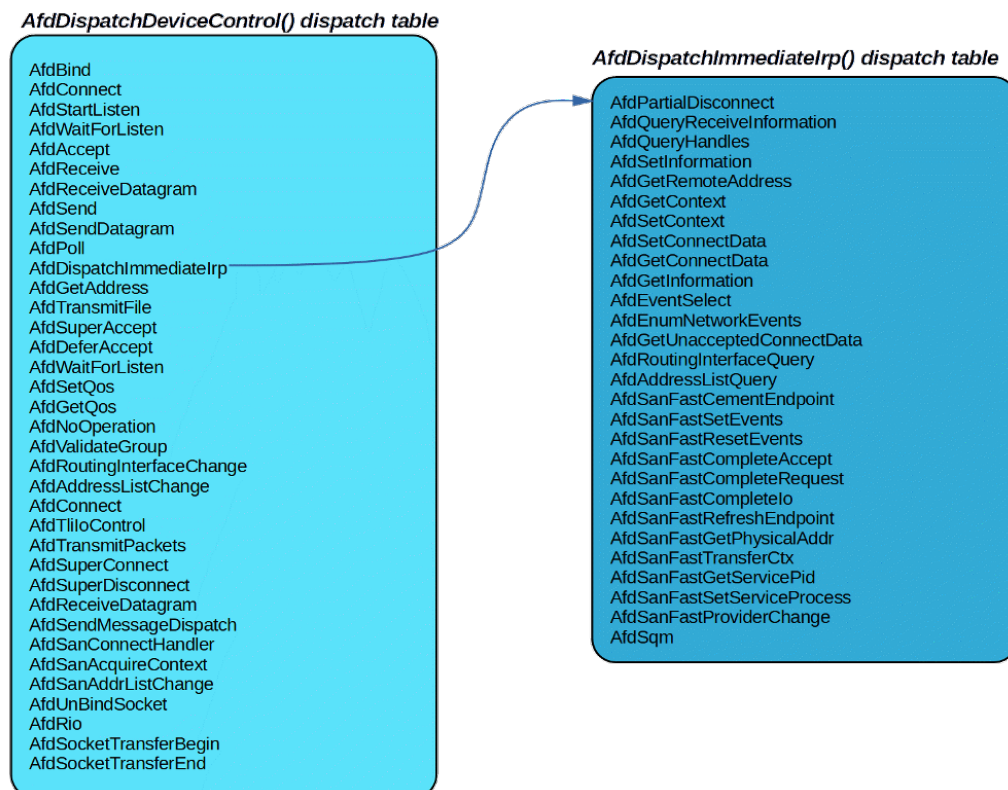 AfdDispatchDeviceControl() dispatch table
AfdBind
AfdConnect
AfdStartListen
AfdWaitForListen
AfdAccept
AfdReceive
AfdReceiveDatagram
AfdSend
AfdSendDatagram
AfdPoll
AfdDispatchImmediateIrp
AfdGetAddress
AfdTransmitFile
AfdSuperAccept
AfdDeferAccept
AfdWaitForListen
AfdSetQos
AfdGetQos
AfdNoOperation
AfdValidateGroup
AfdRoutingInterfaceChange
AfdAddressListChange
AfdConnect
AfdTliIoControl
AfdTransmitPackets
AfdSuperConnect
AfdSuperDisconnect
AfdReceiveDatagram
AfdSendMessageDispatch
AfdSanConnectHandler
AfdSanAcquireContext
AfdSanAddrListChange
AfdUnBindSocket
AfdRio
AfdSocketTransferBegin
AfdSocketTransferEnd
AfdDispatchImmediateIrp() dispatch table
AfdPartialDisconnect
AfdQueryReceiveInformation
AfdQueryHandles
AfdSetInformation
AfdGetRemoteAddress
AfdGetContext
AfdSetContext
AfdSetConnectData
AfdGetConnectData
AfdGetInformation
AfdEventSelect
AfdEnumNetworkEvents
AfdGetUnacceptedConnectData
AfdRoutingInterfaceQuery
AfdAddressListQuery
AfdSanFastCementEndpoint
AfdSanFastSetEvents
AfdSanFastResetEvents
AfdSanFastCompleteAccept
AfdSanFastCompleteRequest
AfdSanFastCompleteIo
AfdSanFastRefreshEndpoint
AfdSanFastGetPhysicalAddr
AfdSanFastTransferCtx
AfdSanFastGetServicePid
AfdSanFastSetServiceProcess
AfdSanFastProviderChange
AfdSqm